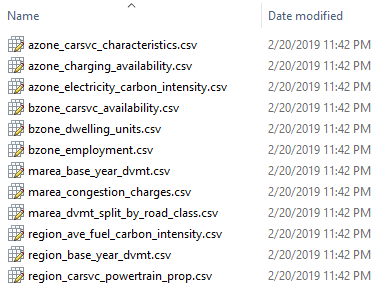 Name Date modified
azone_carsvc_characteristics.csv 2/20/2019 11:42 PM
azone_charging_availability.csv 2/20/2019 11:42 PM
azone_electricity_carbon_intensity.csv 2/20/2019 11:42 PM
bzone_carsvc_availability.csv 2/20/2019 11:42 PM
bzone_dwelling_units.csv 2/20/2019 11:42 PM
bzone_employment.csv 2/20/2019 11:42 PM
marea_base_year_dvmt.csv 2/20/2019 11:42 PM
marea_congestion_charges.csv 2/20/2019 11:42 PM
marea_dvmt_split_by_road_class.csv 2/20/2019 11:42 PM
region_ave_fuel_carbon_intensity.csv 2/20/2019 11:42 PM
region_base_year_dvmt.csv 2/20/2019 11:42 PM
region_carsvc_powertrain_prop.csv 2/20/2019 11:42 PM